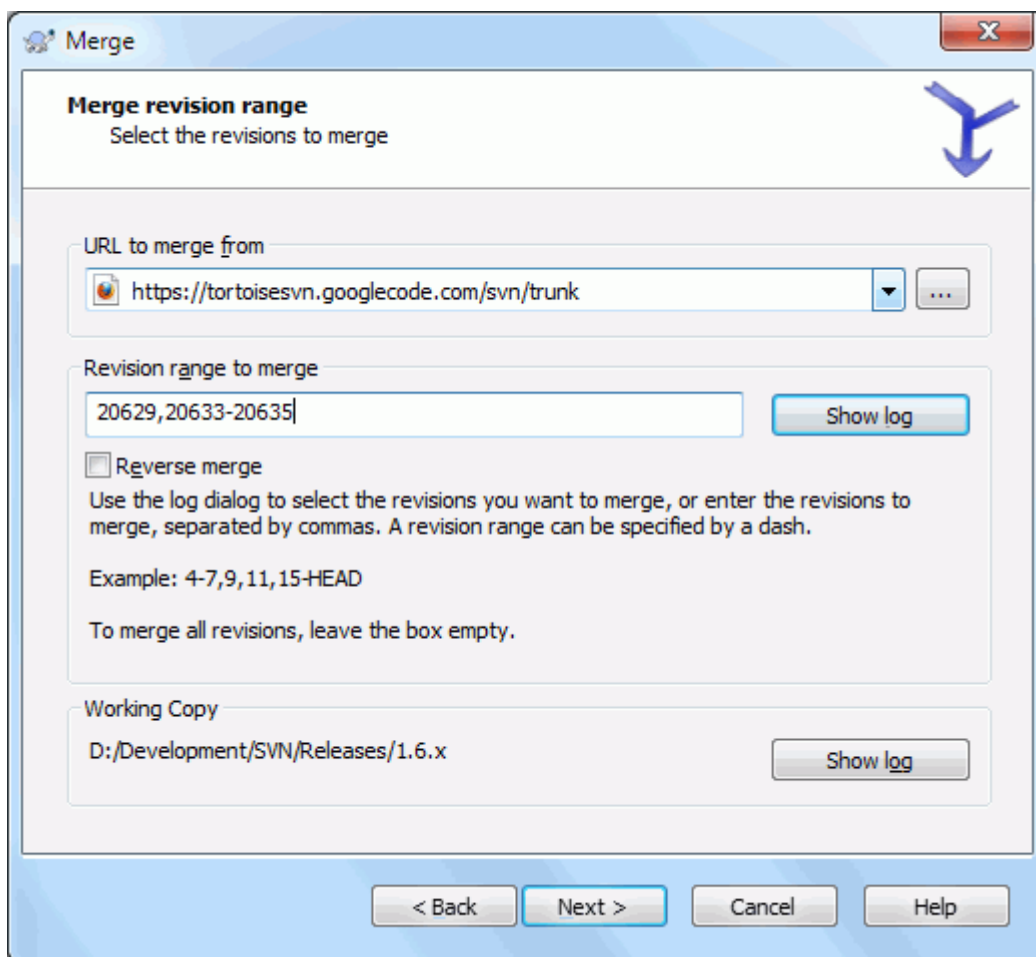 Merge
X
Merge revision range
Select the revisions to merge
URL to merge from
https://tortoisesvn.googlecode.com/svn/trunk
...
Revision range to merge
20629,20633-20635
Show log
Reverse merge
Use the log dialog to select the revisions you want to merge, or enter the revisions to
merge, separated by commas. A revision range can be specified by a dash.
Example: 4-7,9,11,15-HEAD
To merge all revisions, leave the box empty.
Working Copy
D:/Development/SVN/Releases/1.6.x
Show log
< Back
Next >
Cancel
Help